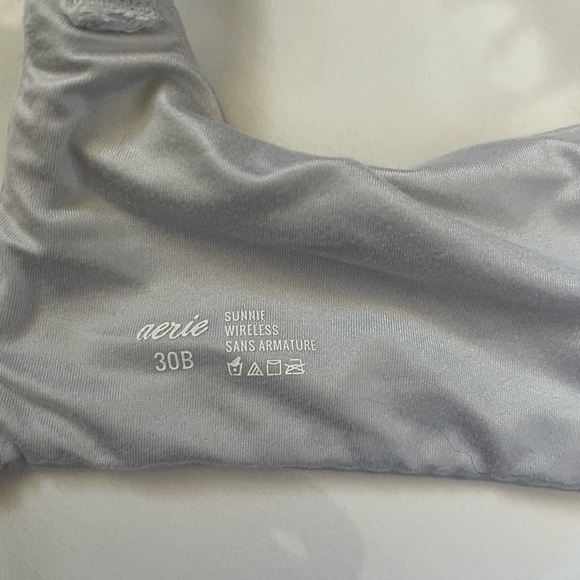 aerie
30B
SUNNIE
WIRELESS
SANS ARMATURE